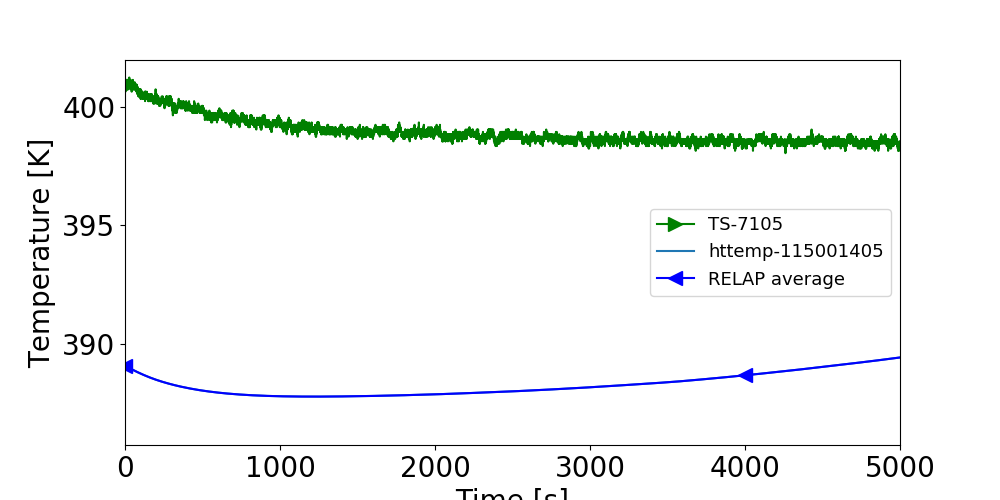 400
395
390
Temperature [K]
TS-7105
httemp-115001405
RELAP average
0 1000 2000 3000 4000 5000
Time [s]